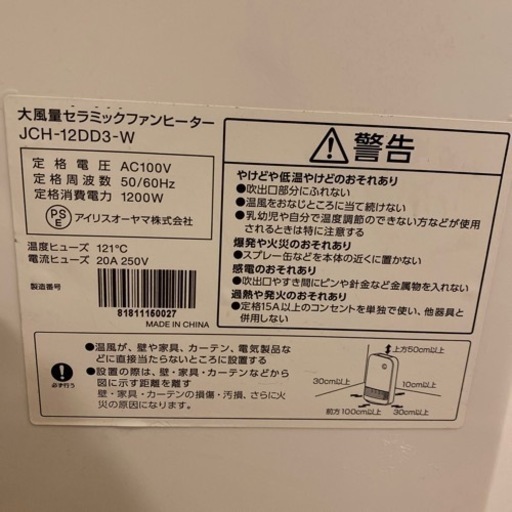 大風量セラミックファンヒーター
JCH-12DD3-W
定格電圧 AC100V
定格周波数 50/60Hz
定格消費電力 1200W
PSE アイリスオーヤマ株式会社
温度ヒューズ 121℃
電流ヒューズ 20A 250V
製造番号
81811160027
MADE IN CHINA
警告
やけどや低温やけどのおそれあり
●吹出口部分にふれない
●温風をおなじところに当て続けない
●乳幼児や自分で温度調節のできない方などが使用
されるときは特に注意する
爆発や火災のおそれあり
●スプレー缶などを本体の近くに置かない
感電のおそれあり
●吹出口やすき間にピンや針金など金属物を入れない
過熱や発火のおそれあり
●定格15A以上のコンセントを単独で使い、他器具と
併用しない
必ず行う
●温風が、壁や家具、カーテン、電気製品な
どに直接当たらないところに設置する
●設置の際は、壁・家具・カーテンなどから
図に示す距離を離す
壁・家具・カーテンの損傷・汚損、さらに火
災の原因になります。
上方50cm以上
30cm以上
10cm以上
前方100cm以上
30cm以上